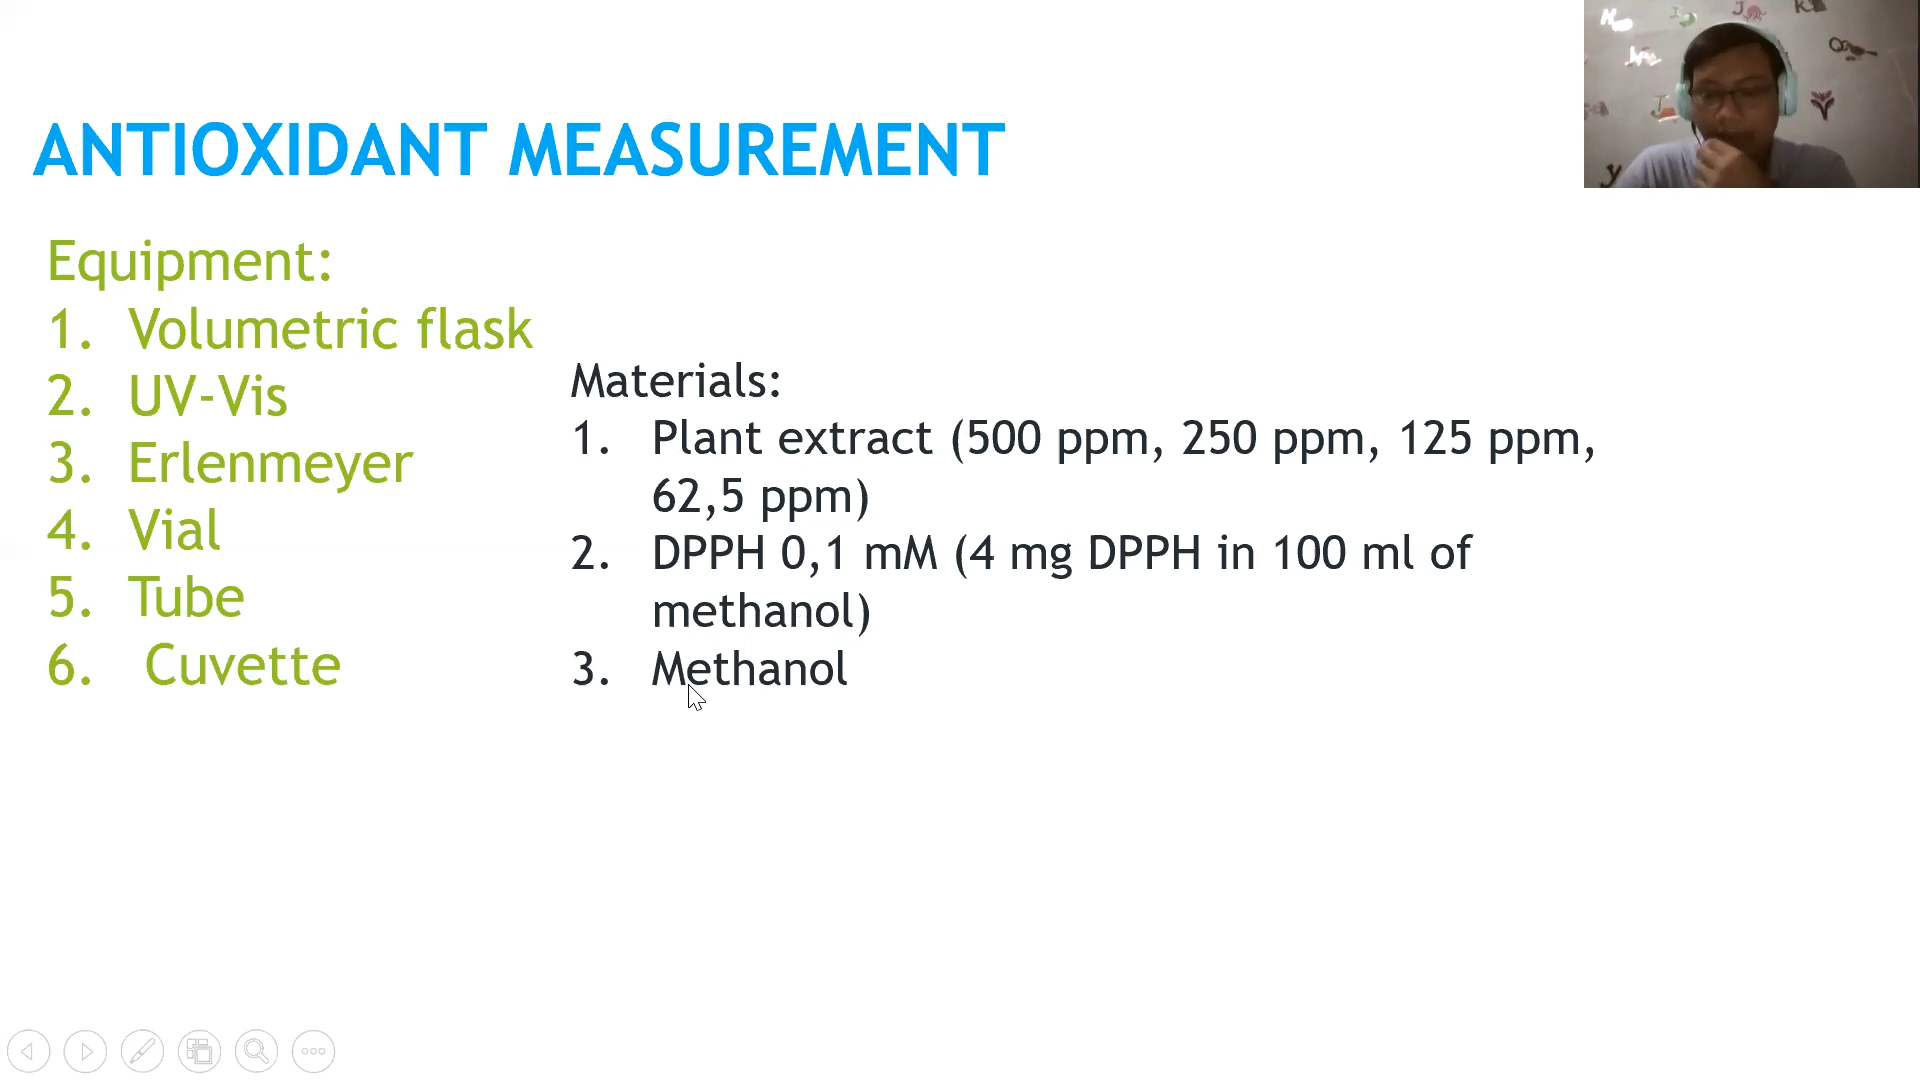 ANTIOXIDANT MEASUREMENT
Equipment:
1. Volumetric flask
2. UV-Vis
3. Erlenmeyer
4. Vial
5. Tube
6. Cuvette
Materials:
1. Plant extract (500 ppm, 250 ppm, 125 ppm,
62,5 ppm)
2. DPPH 0,1 mM (4 mg DPPH in 100 ml of
methanol)
3. Methanol